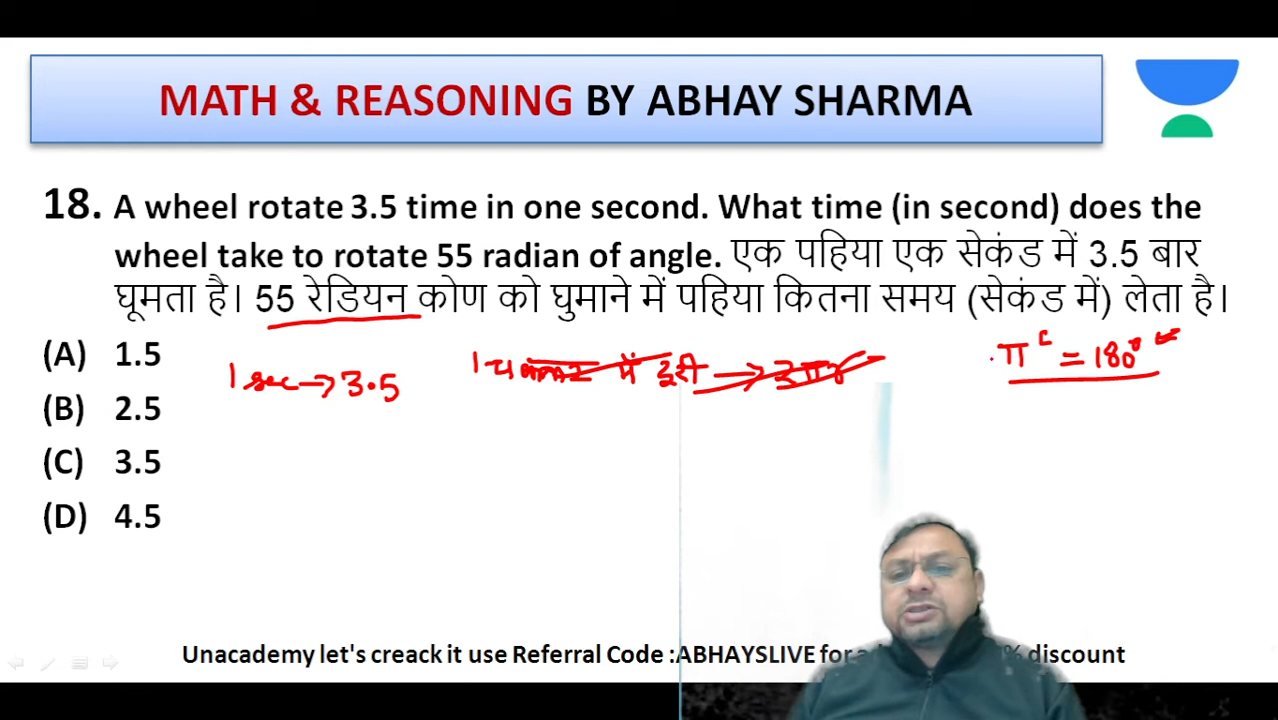 MATH & REASONING BY ABHAY SHARMA
18. A wheel rotate 3.5 time in one second. What time (in second) does the
wheel take to rotate 55 radian of angle. एक पहिया एक सेकंड में 3.5 बार
घूमता है। 55 रेडियन कोण को घुमाने में पहिया कितना समय (सेकंड में) लेता है।
(A) 1.5
1 sec → 3.5
1 में दूरी → 2πr
π^c = 180°
(B) 2.5
(C) 3.5
(D) 4.5
Unacademy let's creack it use Referral Code :ABHAYSLIVE for discount